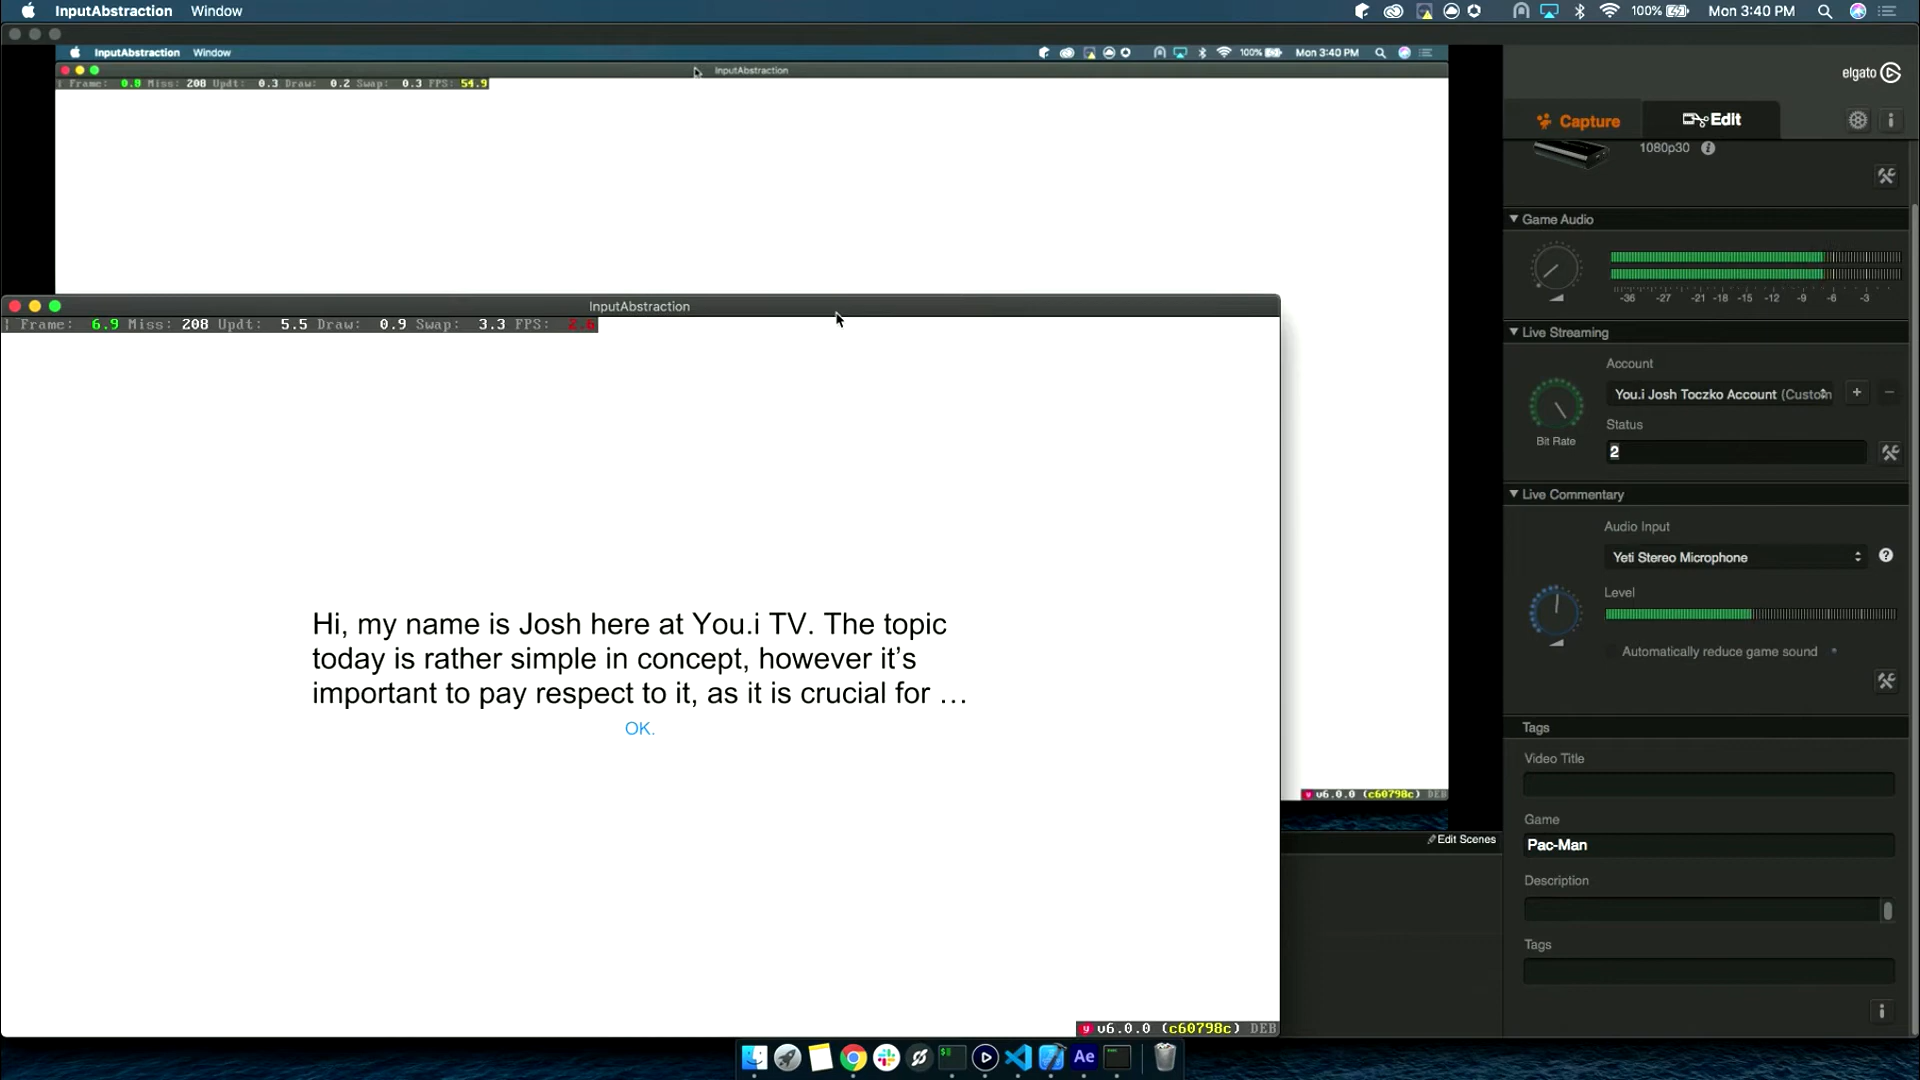 InputAbstraction Window 100% Mon 3:40 PM
InputAbstraction Window 100% Mon 3:40 PM
InputAbstraction
Frame: 0.8 Miss: 208 Updt: 0.3 Draw: 0.2 Swap: 0.3 FPS: 54.9
elgato
Capture Edit
1080p30
Game Audio
-36 -27 -21 -18 -15 -12 -9 -6 -3
InputAbstraction
Frame: 6.9 Miss: 208 Updt: 5.5 Draw: 0.9 Swap: 3.3 FPS: 2.6
Live Streaming
Account
You.i Josh Toczko Account (Custom
Status
Bit Rate
2
Live Commentary
Audio Input
Yeti Stereo Microphone
Level
Automatically reduce game sound
Hi, my name is Josh here at You.i TV. The topic
today is rather simple in concept, however it’s
important to pay respect to it, as it is crucial for …
OK.
Tags
Video Title
v6.0.0 (c60798c) DEB
Edit Scenes
Game
Pac-Man
Description
Tags
y v6.0.0 (c60798c) DEB
Ae